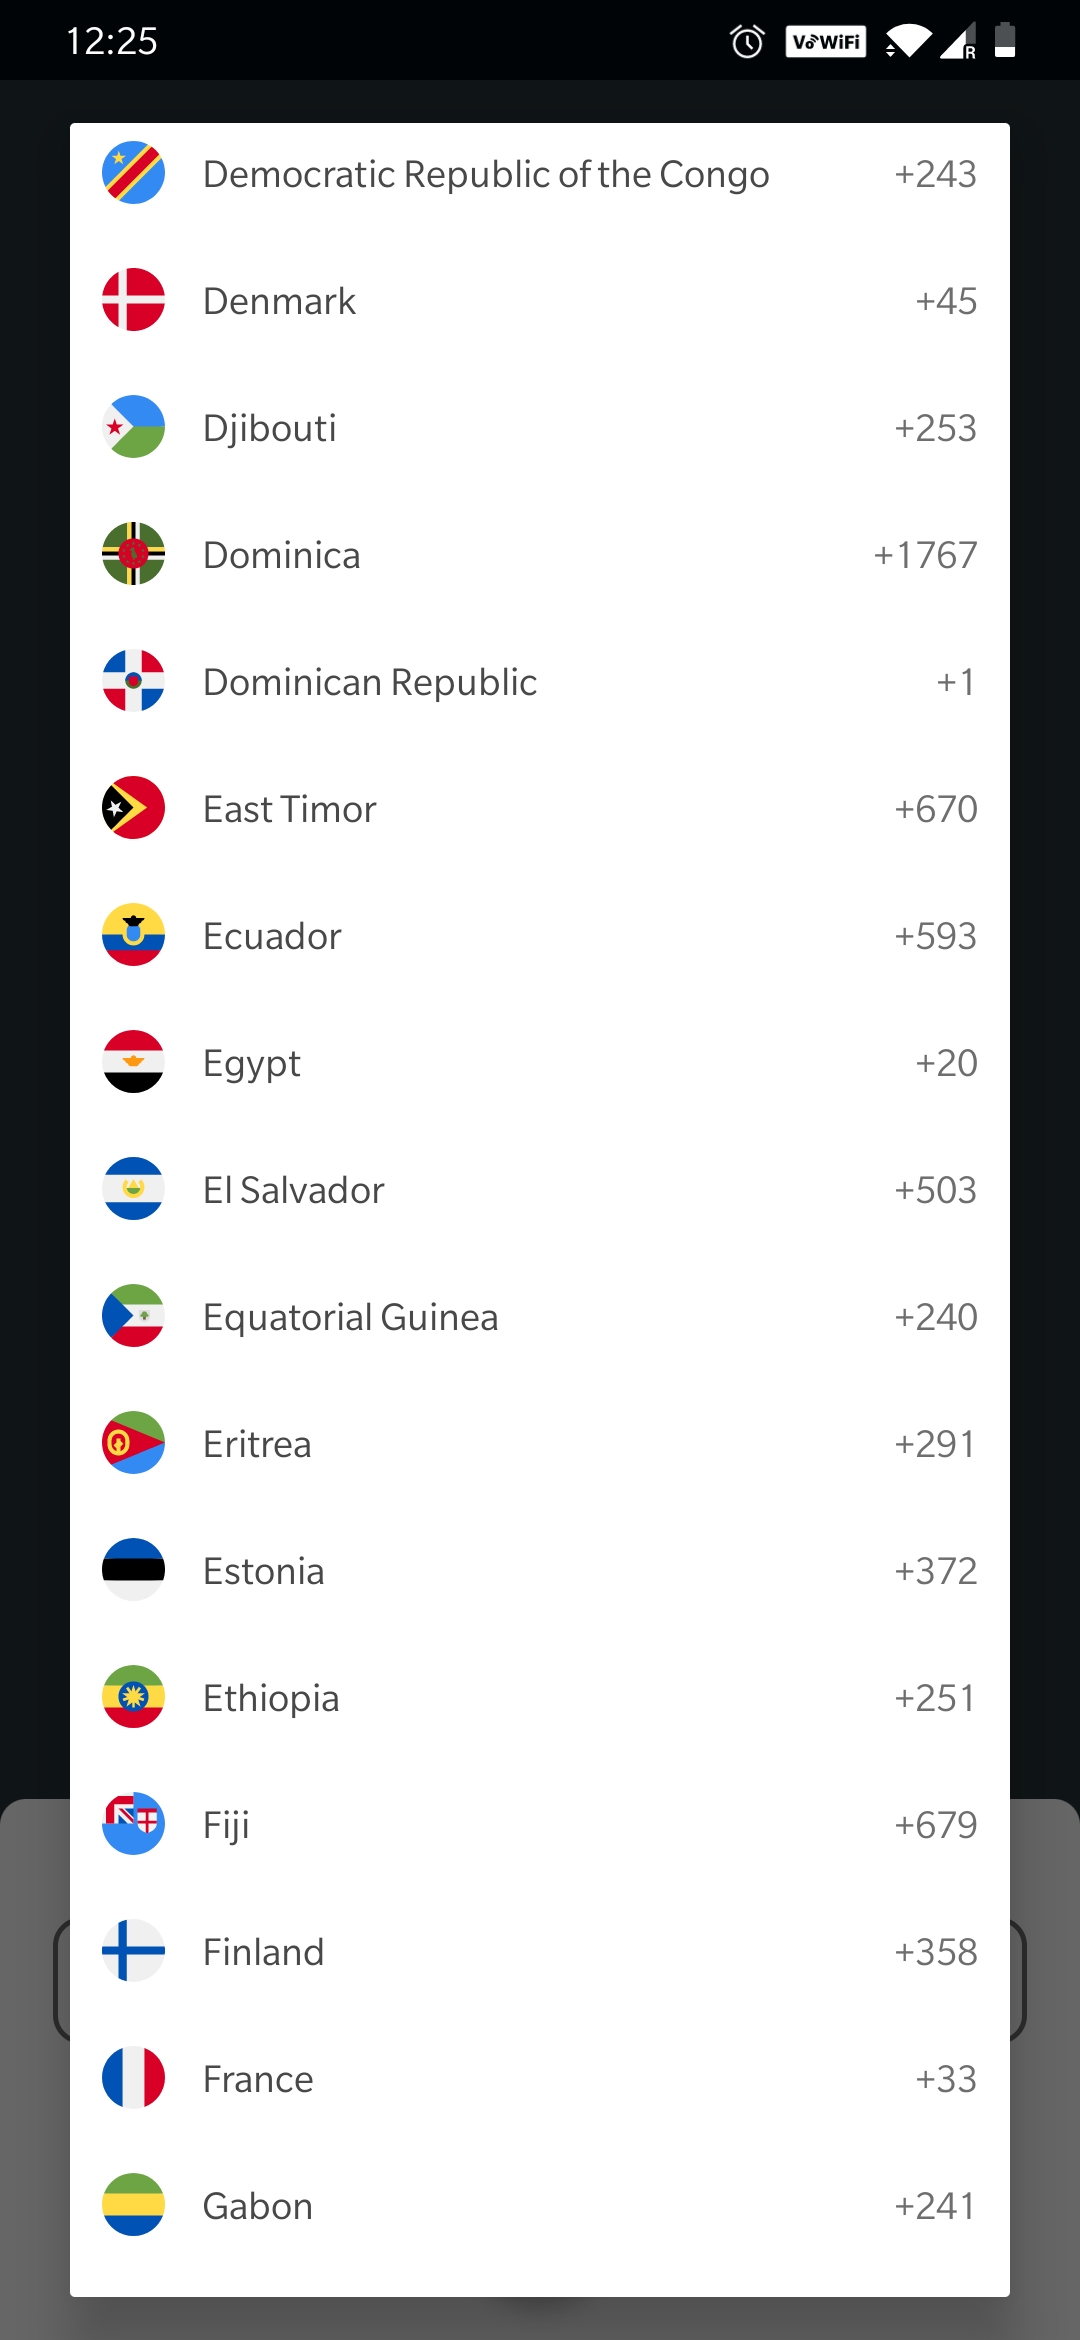 12:25
VoWiFi
R
Democratic Republic of the Congo +243
Denmark +45
Djibouti +253
Dominica +1767
Dominican Republic +1
East Timor +670
Ecuador +593
Egypt +20
El Salvador +503
Equatorial Guinea +240
Eritrea +291
Estonia +372
Ethiopia +251
Fiji +679
Finland +358
France +33
Gabon +241